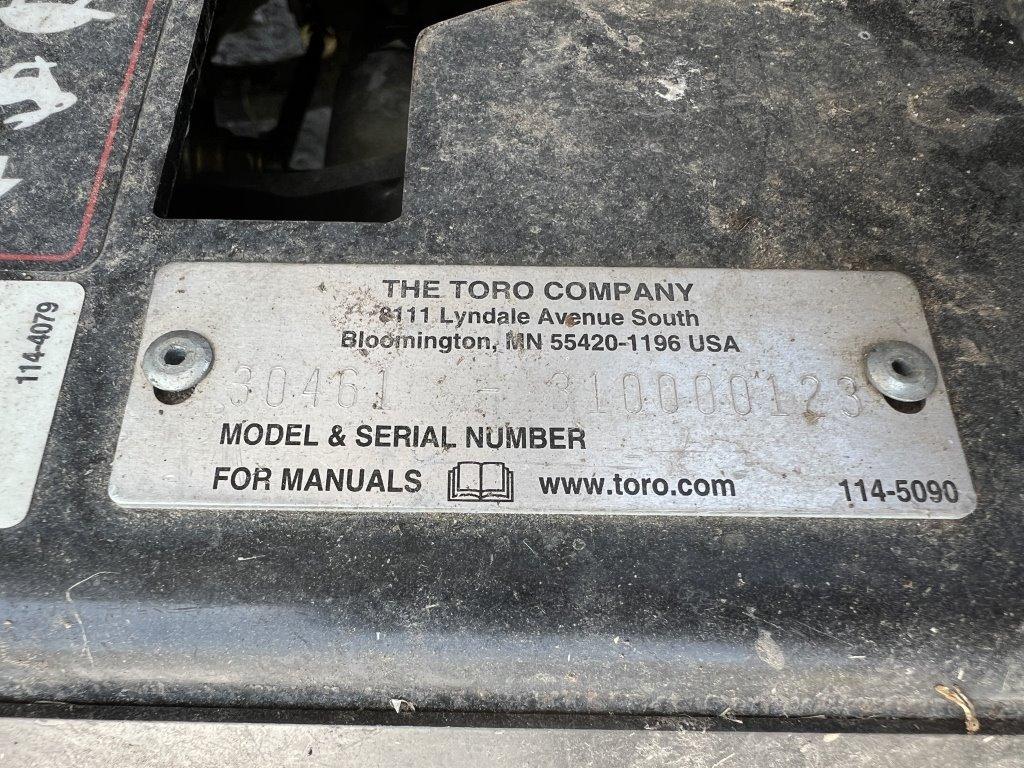 114-4079
THE TORO COMPANY
8111 Lyndale Avenue South
Bloomington, MN 55420-1196 USA
30461 - 310000123
MODEL & SERIAL NUMBER
FOR MANUALS www.toro.com 114-5090